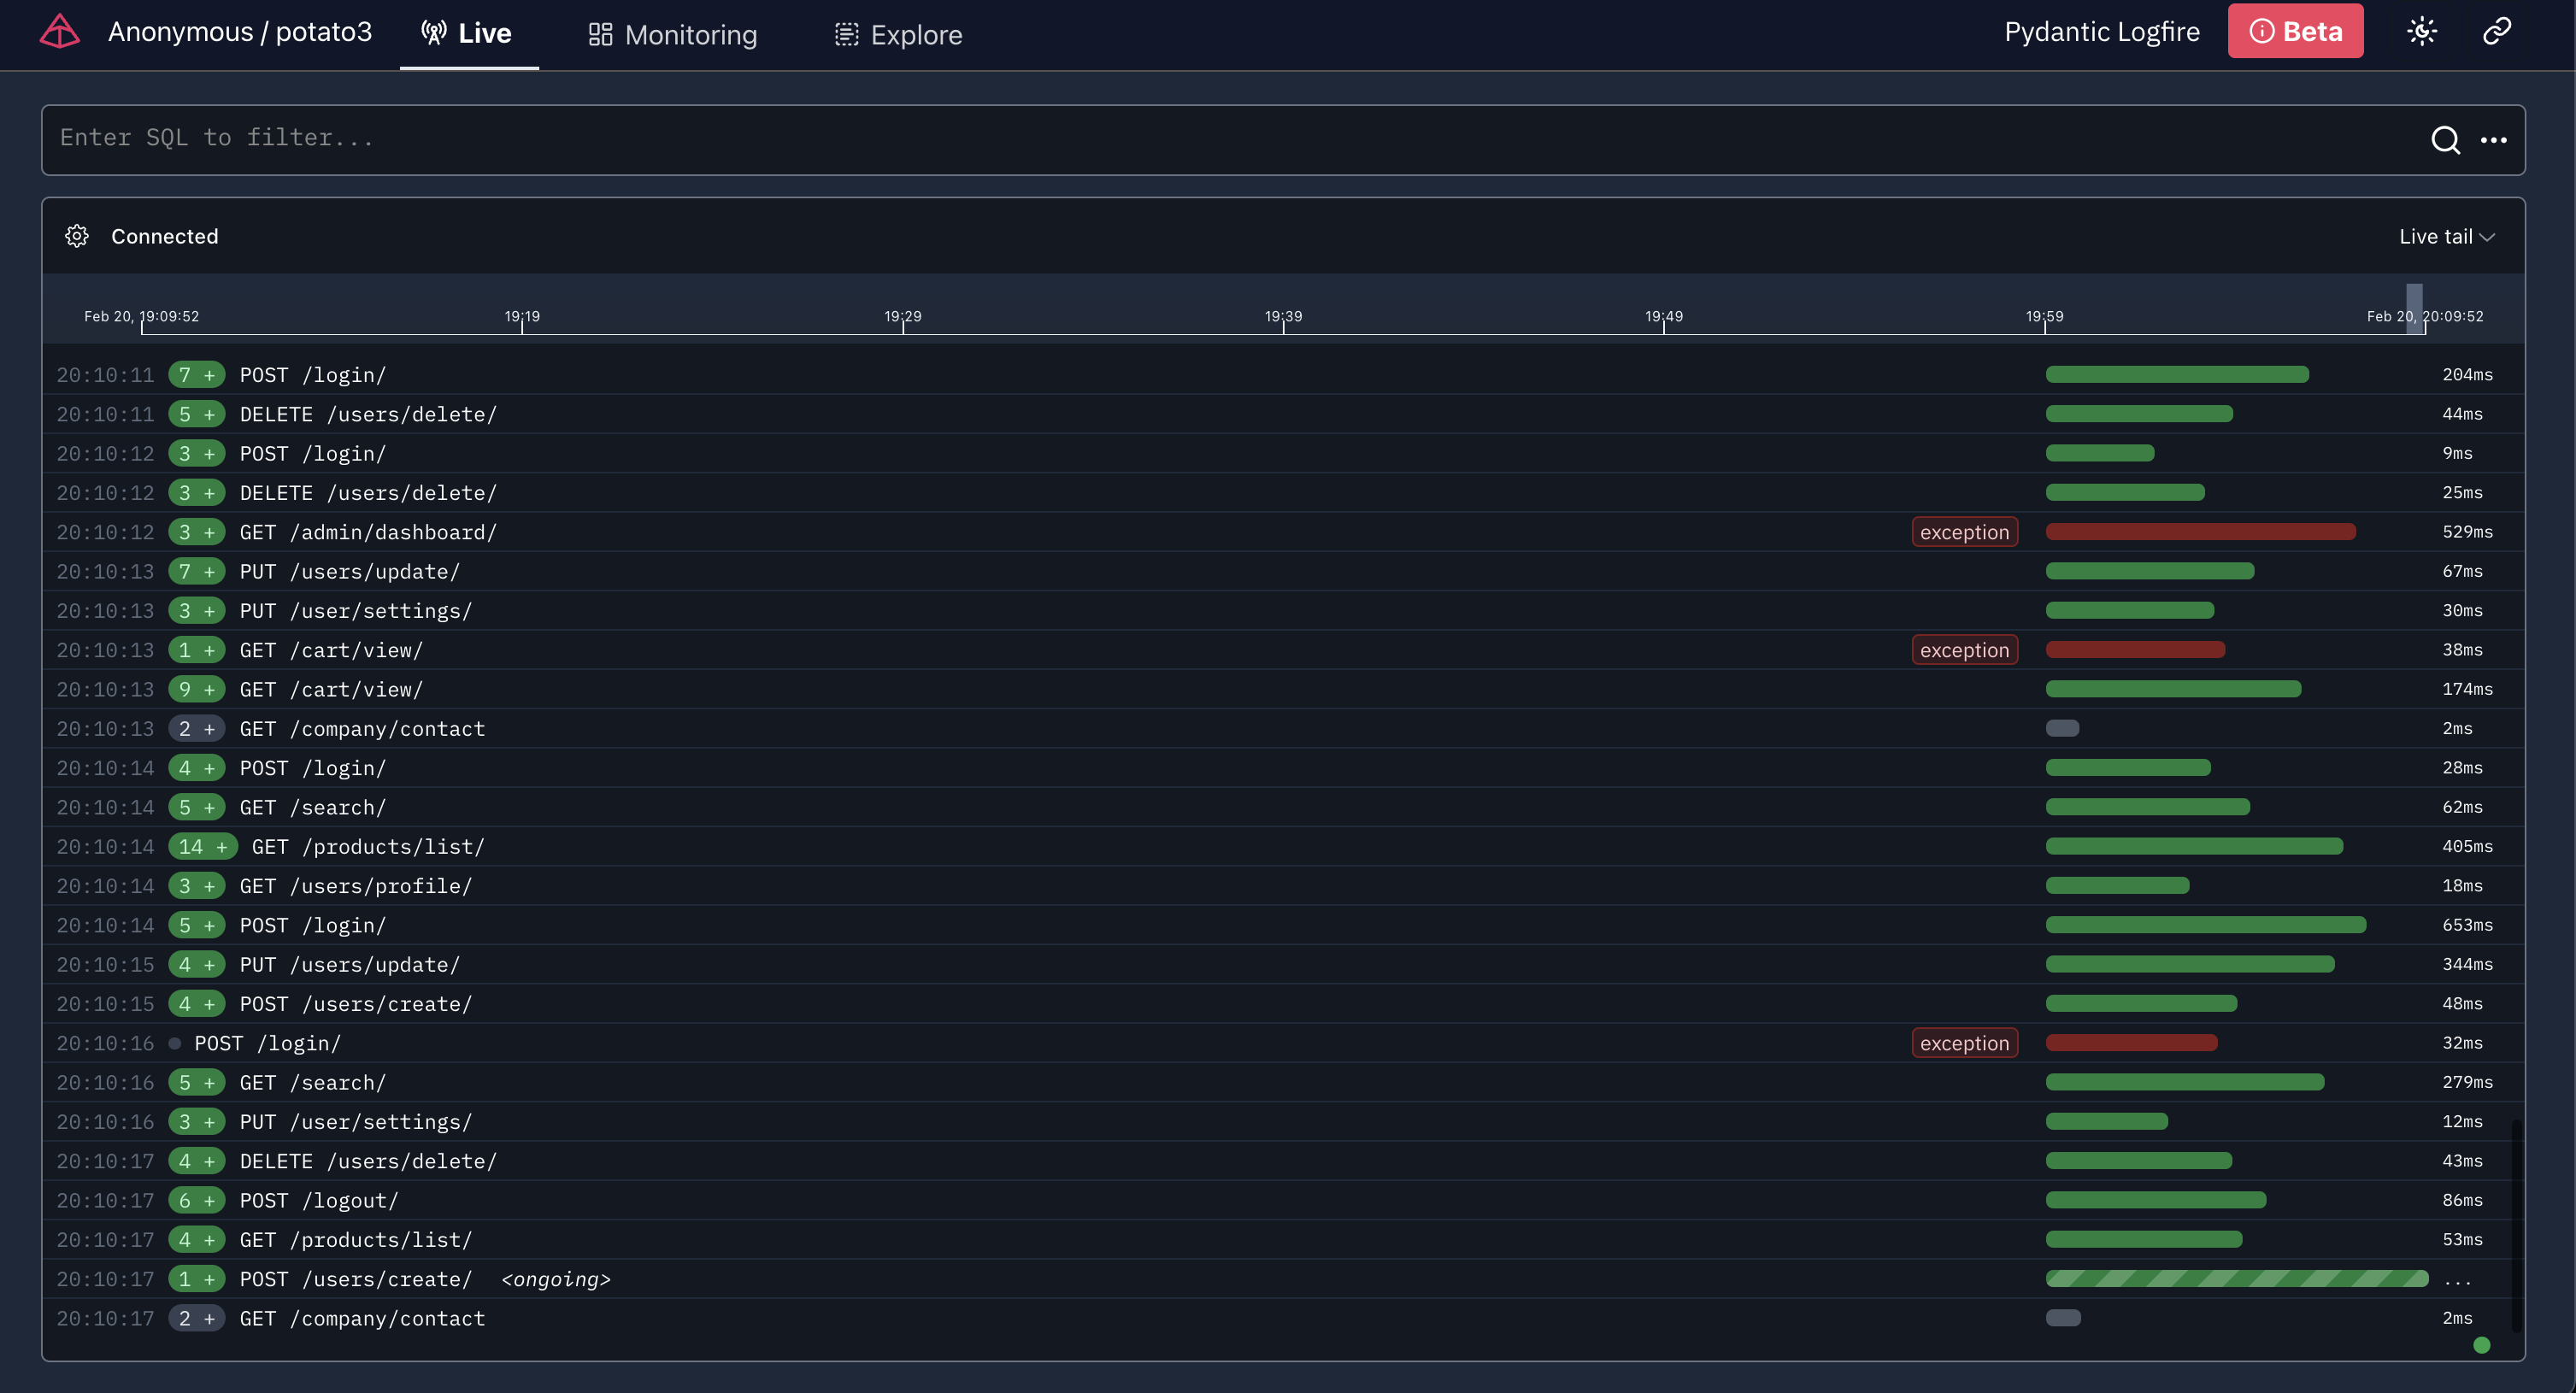 Anonymous / potato3 Live Monitoring Explore Pydantic Logfire Beta
Enter SQL to filter...
Connected Live tail
Feb 20, 19:09:52 19:19 19:29 19:39 19:49 19:59 Feb 20, 20:09:52
20:10:11 7 + POST /login/ 204ms
20:10:11 5 + DELETE /users/delete/ 44ms
20:10:12 3 + POST /login/ 9ms
20:10:12 3 + DELETE /users/delete/ 25ms
20:10:12 3 + GET /admin/dashboard/ exception 529ms
20:10:13 7 + PUT /users/update/ 67ms
20:10:13 3 + PUT /user/settings/ 30ms
20:10:13 1 + GET /cart/view/ exception 38ms
20:10:13 9 + GET /cart/view/ 174ms
20:10:13 2 + GET /company/contact 2ms
20:10:14 4 + POST /login/ 28ms
20:10:14 5 + GET /search/ 62ms
20:10:14 14 + GET /products/list/ 405ms
20:10:14 3 + GET /users/profile/ 18ms
20:10:14 5 + POST /login/ 653ms
20:10:15 4 + PUT /users/update/ 344ms
20:10:15 4 + POST /users/create/ 48ms
20:10:16 POST /login/ exception 32ms
20:10:16 5 + GET /search/ 279ms
20:10:16 3 + PUT /user/settings/ 12ms
20:10:17 4 + DELETE /users/delete/ 43ms
20:10:17 6 + POST /logout/ 86ms
20:10:17 4 + GET /products/list/ 53ms
20:10:17 1 + POST /users/create/ <ongoing> ...
20:10:17 2 + GET /company/contact 2ms